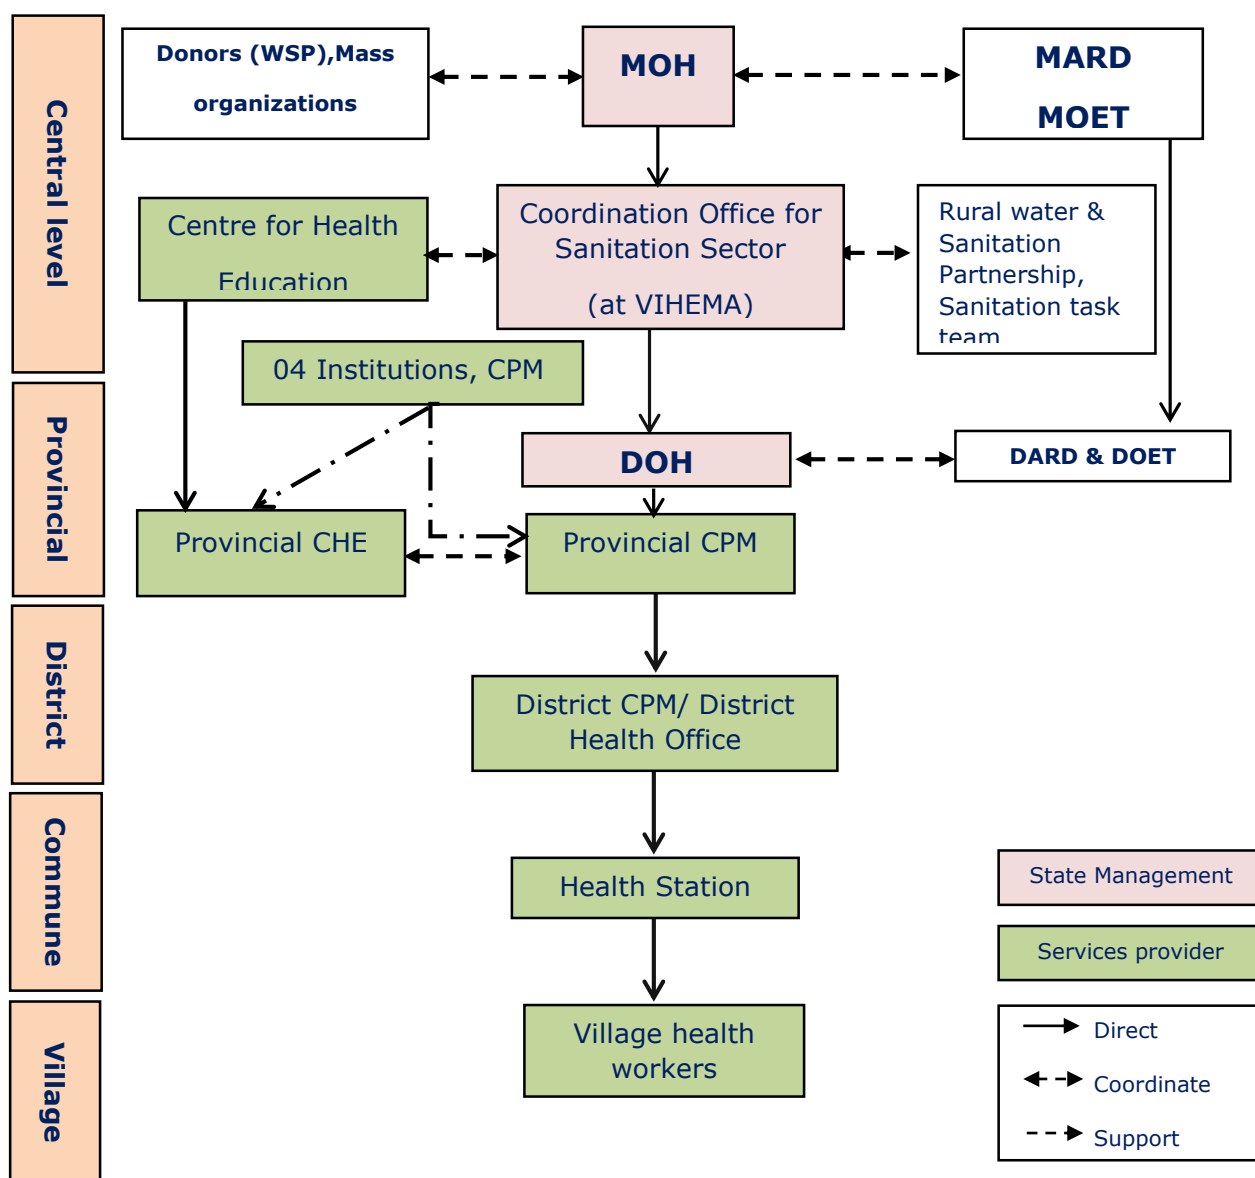 Central level
Donors (WSP),Mass
organizations
MOH
MARD
MOET
Centre for Health
Education
Coordination Office for
Sanitation Sector
(at VIHEMA)
Rural water &
Sanitation
Partnership,
Sanitation task
team
04 Institutions, CPM
Provincial
DOH
DARD & DOET
Provincial CHE
Provincial CPM
District
District CPM/ District
Health Office
Commune
Health Station
Village
Village health
workers
State Management
Services provider
Direct
Coordinate
Support